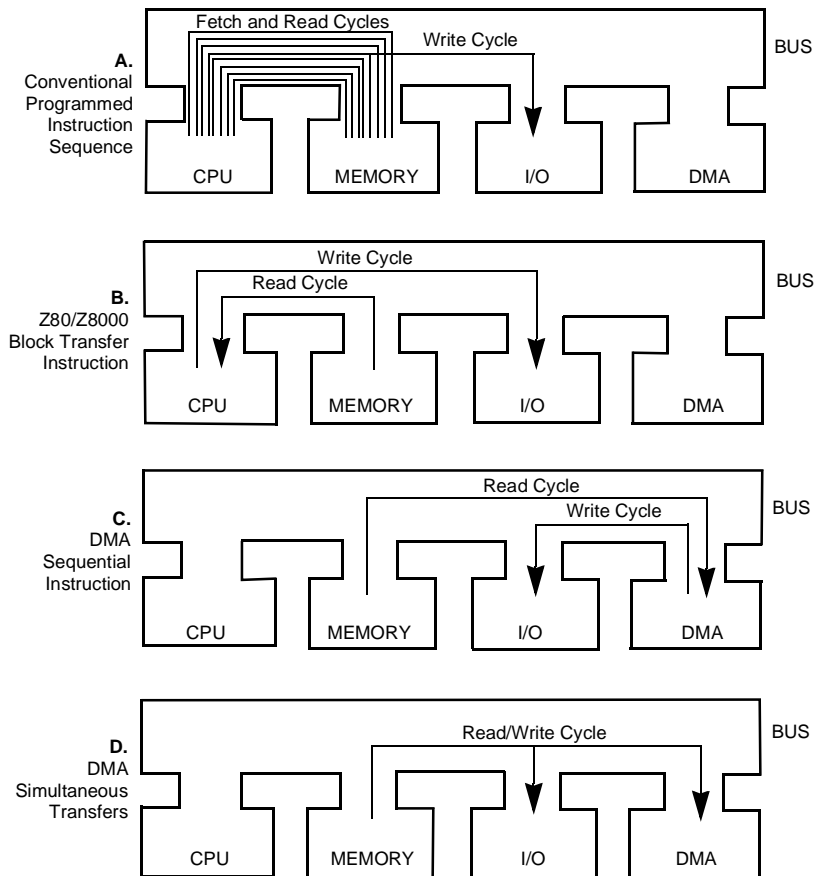 Fetch and Read Cycles
Write Cycle
BUS
A.
Conventional
Programmed
Instruction
Sequence
CPU
MEMORY
I/O
DMA
Write Cycle
Read Cycle
BUS
B.
Z80/Z8000
Block Transfer
Instruction
CPU
MEMORY
I/O
DMA
Read Cycle
Write Cycle
BUS
C.
DMA
Sequential
Instruction
CPU
MEMORY
I/O
DMA
Read/Write Cycle
BUS
D.
DMA
Simultaneous
Transfers
CPU
MEMORY
I/O
DMA